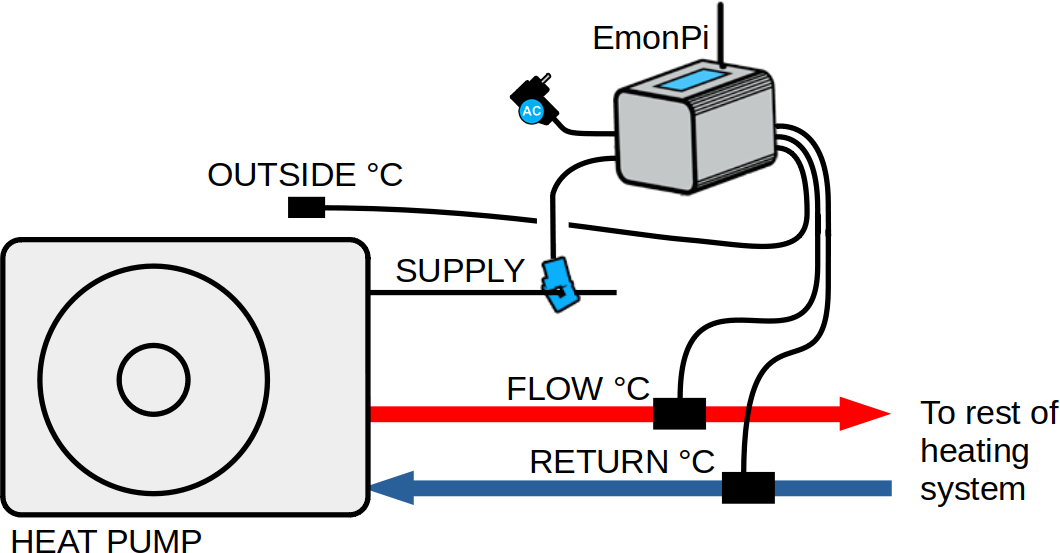 EmonPi
AC
OUTSIDE °C
SUPPLY
FLOW °C
To rest of
heating
system
RETURN °C
HEAT PUMP